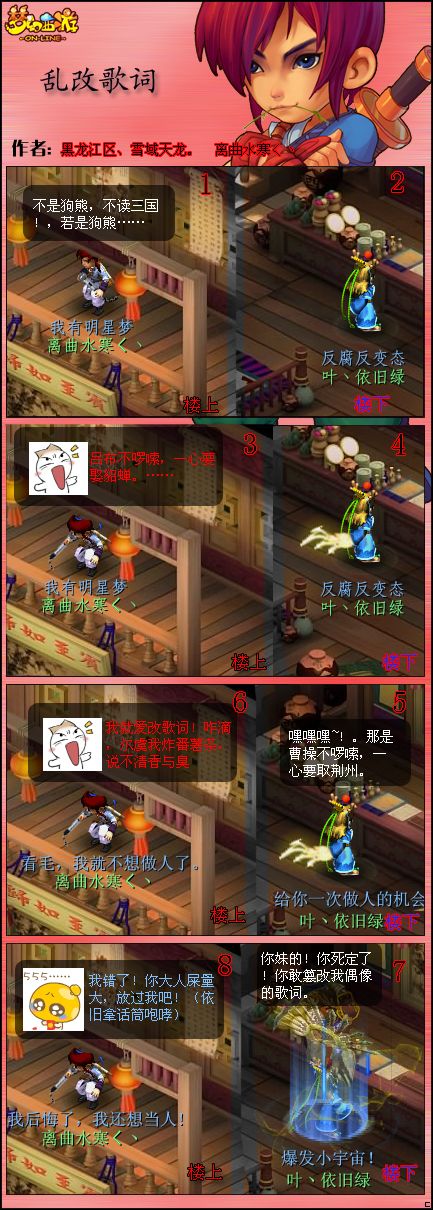 梦幻西游
-ON-LINE-
乱改歌词
作者：黑龙江区、雪域天龙。 离曲水寒く丶
1
不是狗熊，不读三国
！，若是狗熊……
我有明星梦
离曲水寒く丶
楼上
2
反腐反变态
叶丶依旧绿
楼下
3
吕布不啰嗦，一心要
娶貂蝉。……
我有明星梦
离曲水寒く丶
楼上
4
反腐反变态
叶丶依旧绿
楼下
5
嘿嘿嘿~！。那是
曹操不啰嗦，一
心要取荆州。
给你一次做人的机会
叶丶依旧绿
楼下
6
我就爱改歌词！咋滴
说不清香与臭
看毛，我就不想做人了。
离曲水寒く丶
楼上
7
你妹的！你死定了
！你敢篡改我偶像
的歌词。
爆发小宇宙！
叶丶依旧绿
楼下
8
555……
我错了！你大人屎量
大，放过我吧！（依
旧拿话筒咆哮）
我后悔了，我还想当人！
离曲水寒く丶
楼上